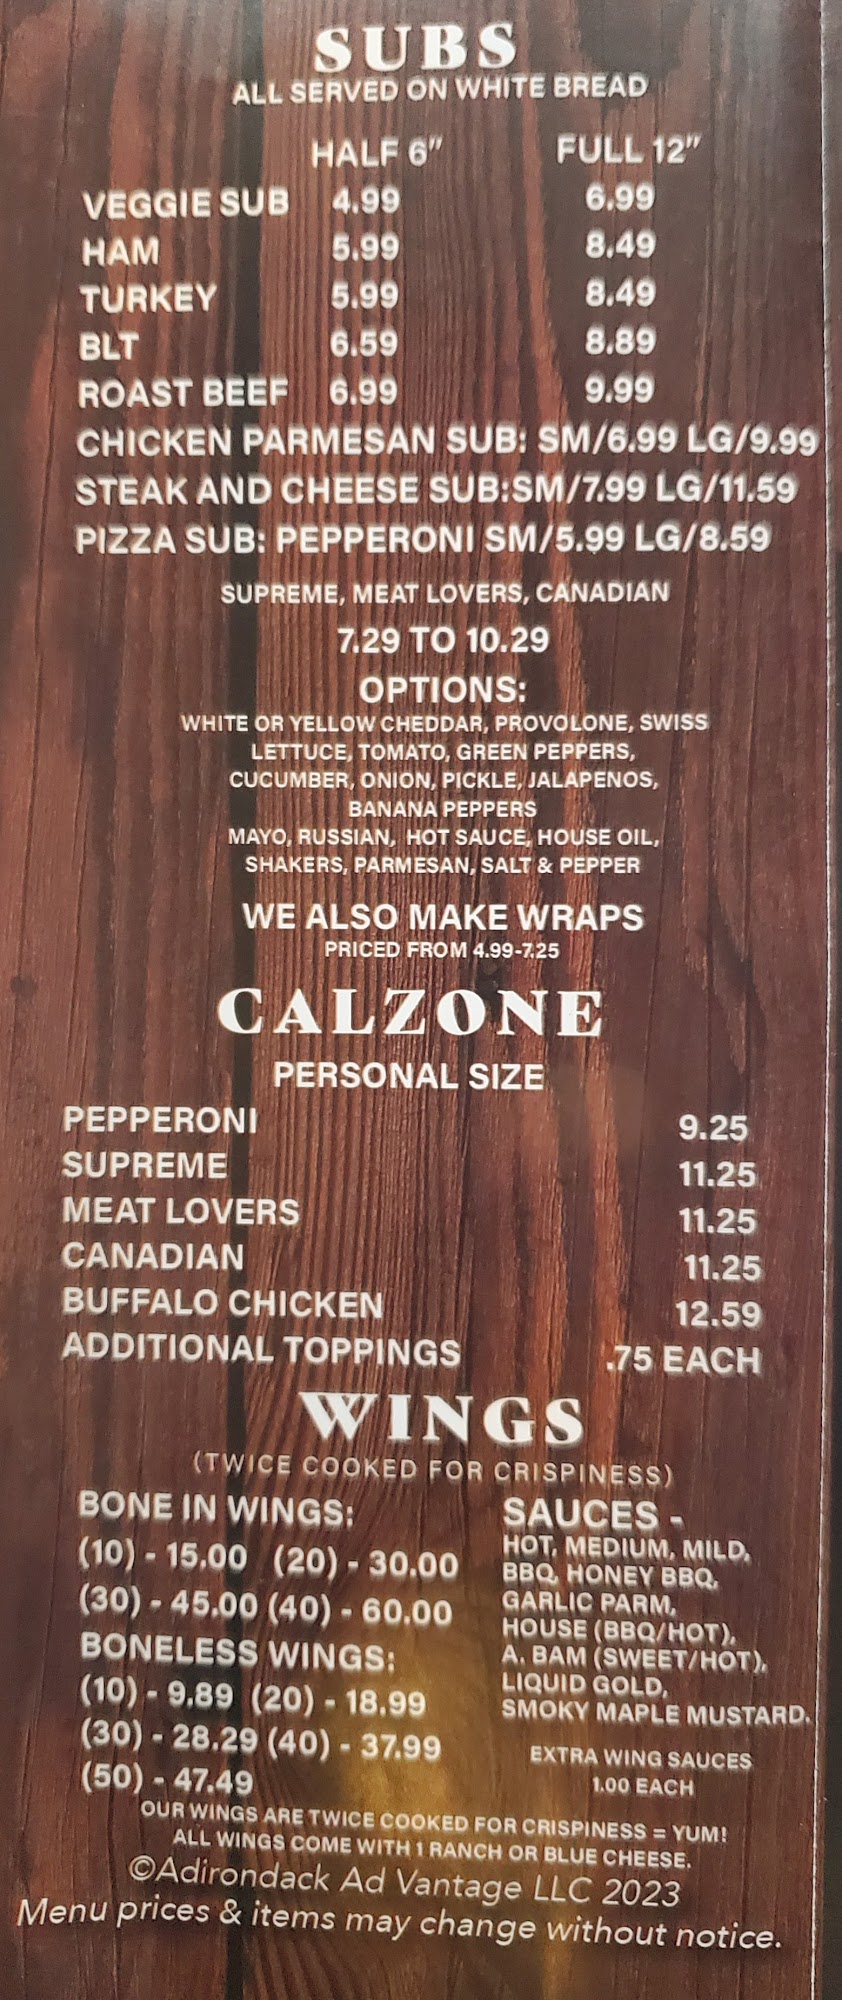 SUBS
ALL SERVED ON WHITE BREAD
HALF 6" FULL 12"
VEGGIE SUB 4.99 6.99
HAM 5.99 8.49
TURKEY 5.99 8.49
BLT 6.59 8.89
ROAST BEEF 6.99 9.99
CHICKEN PARMESAN SUB: SM/6.99 LG/9.99
STEAK AND CHEESE SUB:SM/7.99 LG/11.59
PIZZA SUB: PEPPERONI SM/5.99 LG/8.59
SUPREME, MEAT LOVERS, CANADIAN
7.29 TO 10.29
OPTIONS:
WHITE OR YELLOW CHEDDAR, PROVOLONE, SWISS
LETTUCE, TOMATO, GREEN PEPPERS,
CUCUMBER, ONION, PICKLE, JALAPENOS,
BANANA PEPPERS
MAYO, RUSSIAN, HOT SAUCE, HOUSE OIL,
SHAKERS, PARMESAN, SALT & PEPPER
WE ALSO MAKE WRAPS
PRICED FROM 4.99-7.25
CALZONE
PERSONAL SIZE
PEPPERONI 9.25
SUPREME 11.25
MEAT LOVERS 11.25
CANADIAN 11.25
BUFFALO CHICKEN 12.59
ADDITIONAL TOPPINGS .75 EACH
WINGS
(TWICE COOKED FOR CRISPINESS)
BONE IN WINGS:
(10) - 15.00 (20) - 30.00
(30) - 45.00 (40) - 60.00
BONELESS WINGS:
(10) - 9.89 (20) - 18.99
(30) - 28.29 (40) - 37.99
(50) - 47.49
SAUCES -
HOT, MEDIUM, MILD,
BBQ, HONEY BBQ,
GARLIC PARM,
HOUSE (BBQ/HOT),
A. BAM (SWEET/HOT),
LIQUID GOLD,
SMOKY MAPLE MUSTARD.
EXTRA WING SAUCES
1.00 EACH
OUR WINGS ARE TWICE COOKED FOR CRISPINESS = YUM!
ALL WINGS COME WITH 1 RANCH OR BLUE CHEESE.
©Adirondack Ad Vantage LLC 2023
Menu prices & items may change without notice.